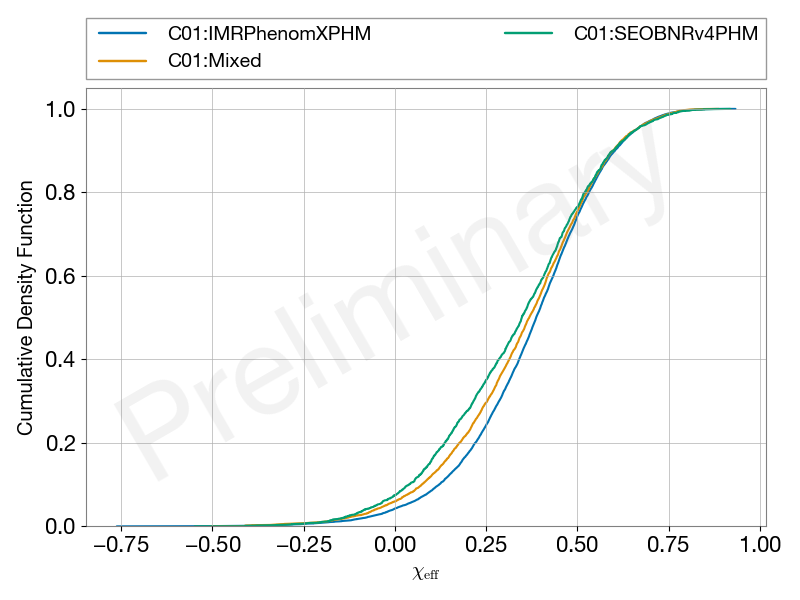 C01:IMRPhenomXPHM
C01:Mixed
C01:SEOBNRv4PHM
Preliminary
Cumulative Density Function
1.0
0.8
0.6
0.4
0.2
0.0
−0.75 −0.50 −0.25 0.00 0.25 0.50 0.75 1.00
χeff